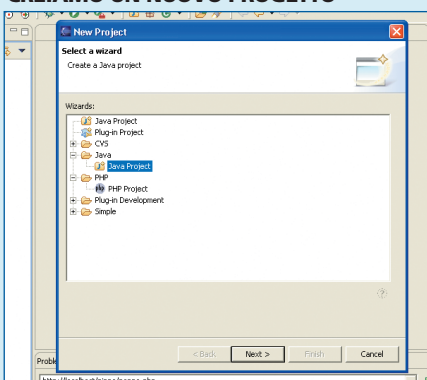 CREIAMO UN NUOVO PROGETTO
New Project
Select a wizard
Create a Java project
Wizards:
Java Project
Plug-in Project
CVS
Java
Java Project
PHP
PHP Project
Plug-in Development
Simple
< Back
Next >
Finish
Cancel